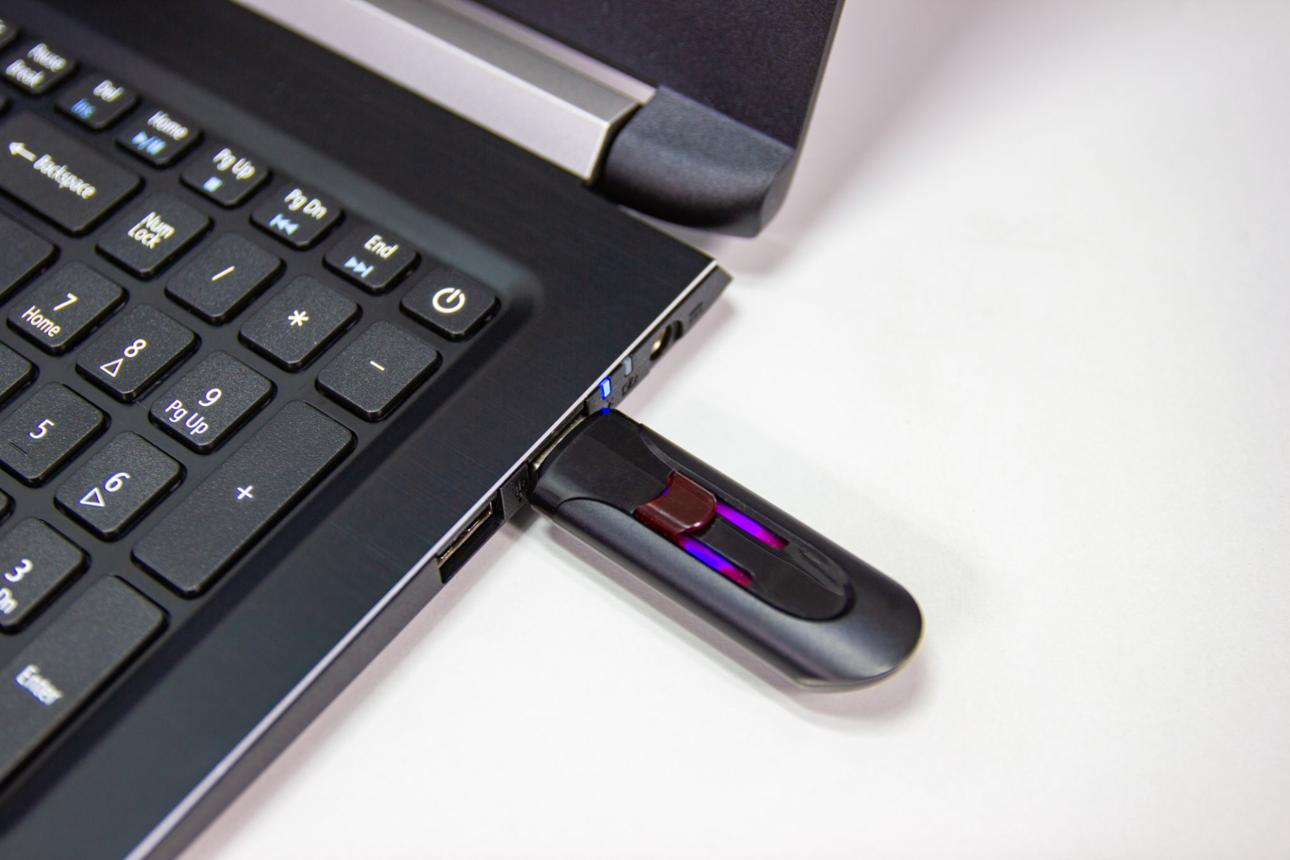 Pause
Break
Del
Ins
Home
Pg Up
Pg Dn
End
Backspace
Num
Lock
/
*
-
7
Home
8
9
Pg Up
+
5
6
3
Dn
Enter